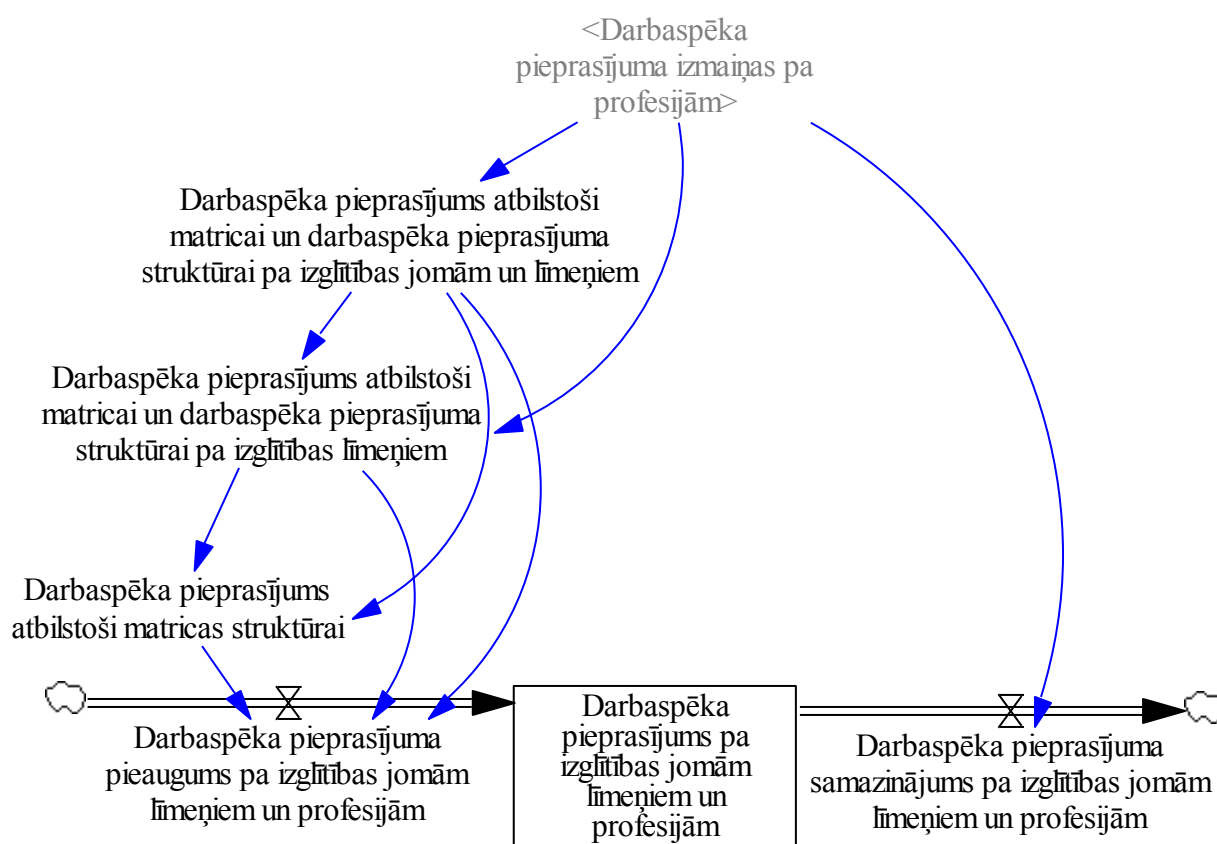 <Darbaspēka
pieprasījuma izmaiņas pa
profesijām>
Darbaspēka pieprasījums atbilstoši
matricai un darbaspēka pieprasījuma
struktūrai pa izglītības jomām un līmeņiem
Darbaspēka pieprasījums atbilstoši
matricai un darbaspēka pieprasījuma
struktūrai pa izglītības līmeņiem
Darbaspēka pieprasījums
atbilstoši matricas struktūrai
Darbaspēka pieprasījuma
pieaugums pa izglītības jomām
līmeņiem un profesijām
Darbaspēka
pieprasījums pa
izglītības jomām
līmeņiem un
profesijām
Darbaspēka pieprasījuma
samazinājums pa izglītības jomām
līmeņiem un profesijām